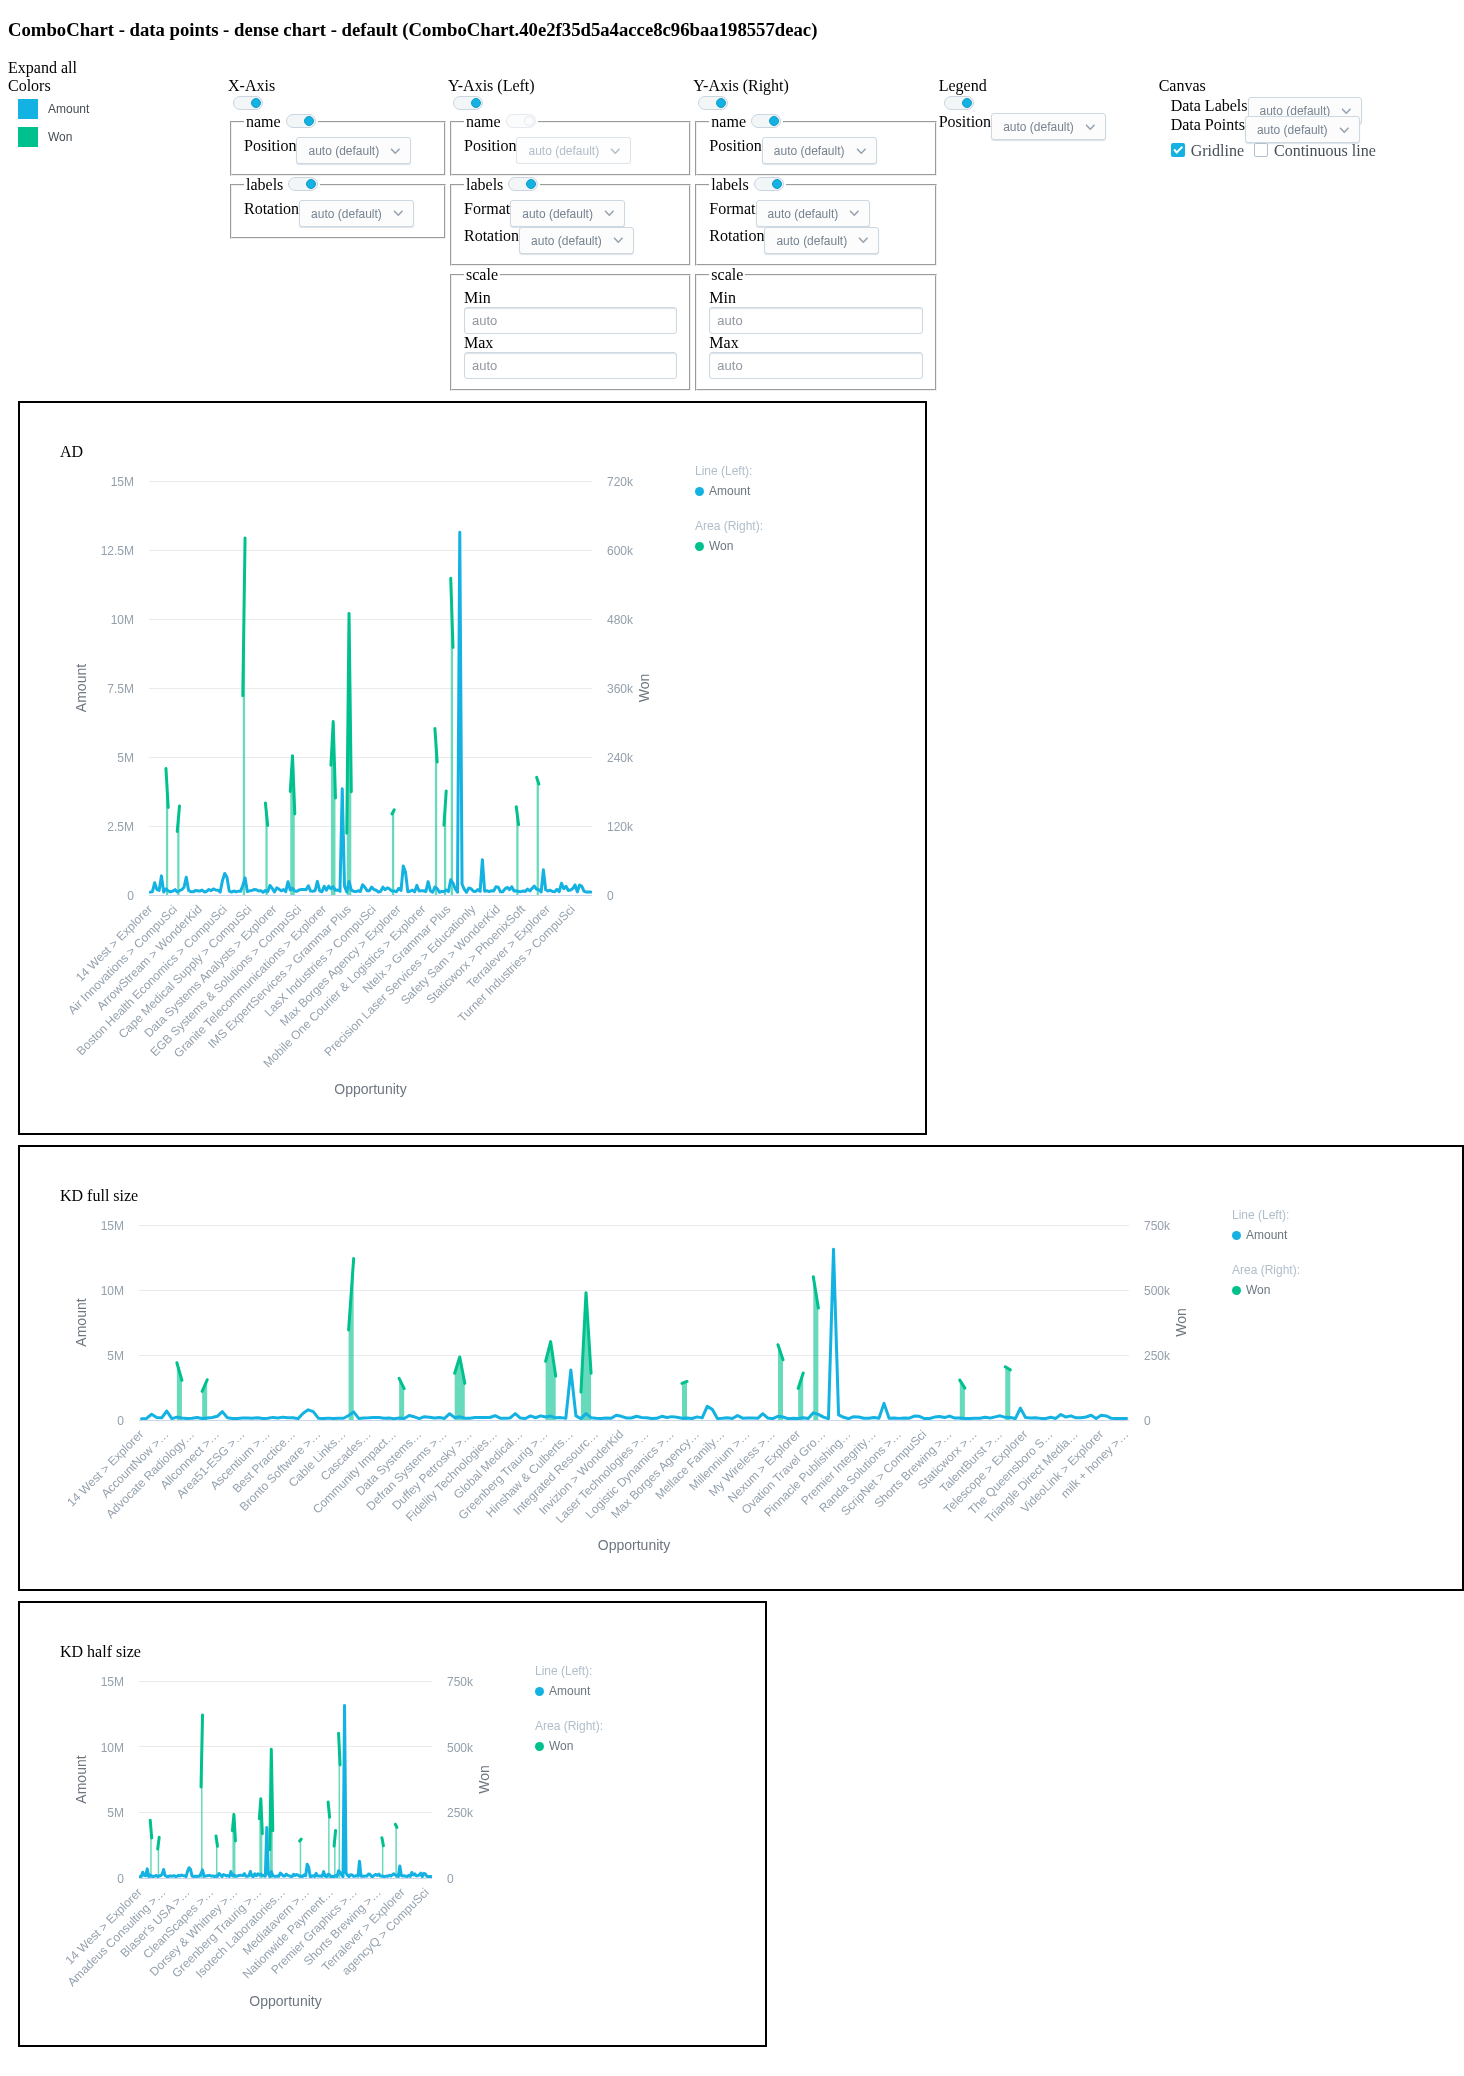 ComboChart - data points - dense chart - default (ComboChart.40e2f35d5a4acce8c96baa198557deac)
Expand all
Colors
Amount
Won
X-Axis
name
Position auto (default)
labels
Rotation auto (default)
Y-Axis (Left)
name
Position auto (default)
labels
Format auto (default)
Rotation auto (default)
scale
Min
auto
Max
auto
Y-Axis (Right)
name
Position auto (default)
labels
Format auto (default)
Rotation auto (default)
scale
Min
auto
Max
auto
Legend
Position auto (default)
Canvas
Data Labels auto (default)
Data Points auto (default)
Gridline Continuous line
AD
15M
12.5M
10M
7.5M
5M
2.5M
0
Amount
720k
600k
480k
360k
240k
120k
0
Won
Line (Left):
Amount
Area (Right):
Won
14 West > Explorer
Air Innovations > CompuSci
ArrowStream > WonderKid
Boston Health Economics > CompuSci
Cape Medical Supply > CompuSci
Data Systems Analysts > Explorer
EGB Systems & Solutions > CompuSci
Granite Telecommunications > Explorer
IMS ExpertServices > Grammar Plus
LasX Industries > CompuSci
Max Borges Agency > Explorer
Mobile One Courier & Logistics > Explorer
Ntelx > Grammar Plus
Precision Laser Services > Educationly
Safety Sam > WonderKid
Staticworx > PhoenixSoft
Terralever > Explorer
Turner Industries > CompuSci
Opportunity
KD full size
15M
10M
5M
0
Amount
750k
500k
250k
0
Won
Line (Left):
Amount
Area (Right):
Won
14 West > Explorer
AccountNow >…
Advocate Radiology…
Allconnect >…
Area51-ESG >…
Ascentium >…
Best Practice…
Bronto Software >…
Cable Links…
Cascades…
Community Impact…
Data Systems…
Defran Systems >…
Duffey Petrosky >…
Fidelity Technologies…
Global Medical…
Greenberg Traurig >…
Hinshaw & Culberts…
Integrated Resourc…
Invizion > WonderKid
Laser Technologies >…
Logistic Dynamics >…
Max Borges Agency…
Mellace Family…
Millennium >…
My Wireless >…
Nexum > Explorer
Ovation Travel Gro…
Pinnacle Publishing…
Premier Integrity…
Randa Solutions >…
ScripNet > CompuSci
Shorts Brewing >…
Staticworx >…
TalentBurst >…
Telescope > Explorer
The Queensboro S…
Triangle Direct Media…
VideoLink > Explorer
milk + honey >…
Opportunity
KD half size
15M
10M
5M
0
Amount
750k
500k
250k
0
Won
Line (Left):
Amount
Area (Right):
Won
14 West > Explorer
Amadeus Consulting >…
Blaser's USA >…
CleanScapes >…
Dorsey & Whitney >…
Greenberg Traurig >…
Isotech Laboratories…
Mediatavern >…
Nationwide Payment…
Premier Graphics >…
Shorts Brewing >…
Terralever > Explorer
agencyQ > CompuSci
Opportunity